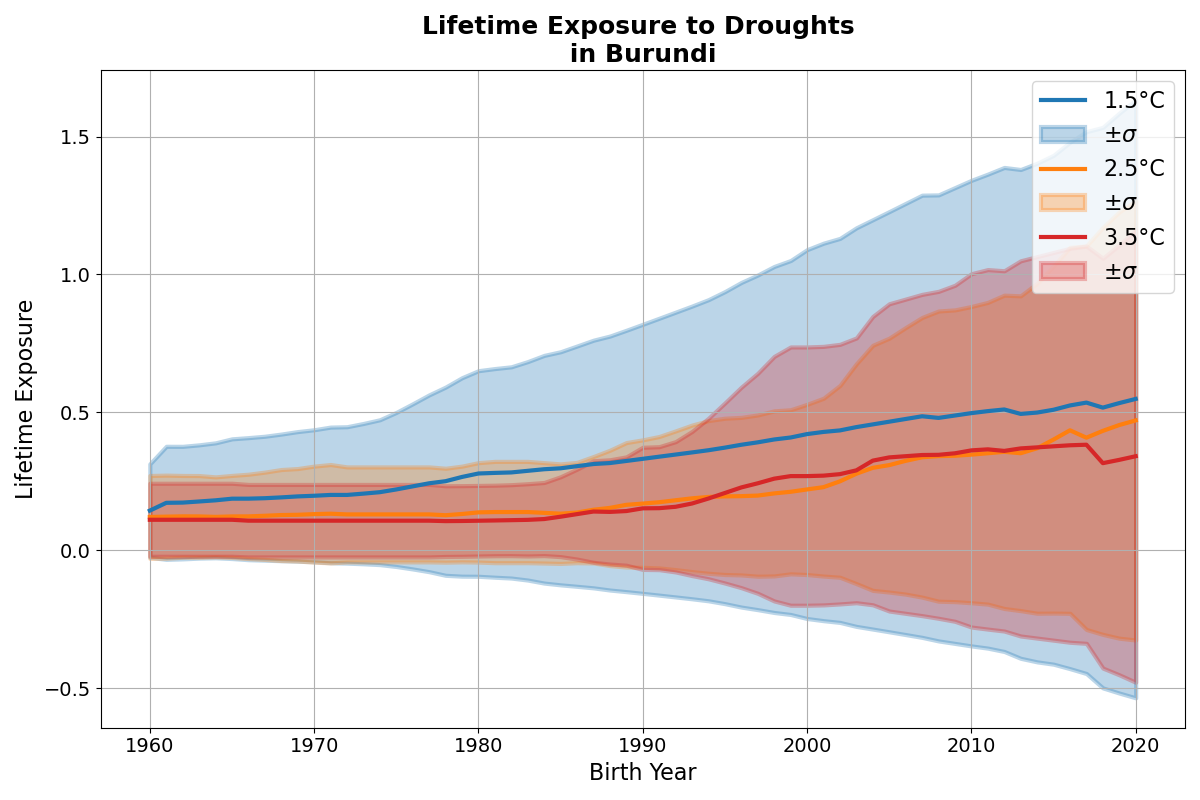 Lifetime Exposure to Droughts
in Burundi
1.5°C
±σ
2.5°C
±σ
3.5°C
±σ
Lifetime Exposure
1.5
1.0
0.5
0.0
−0.5
1960 1970 1980 1990 2000 2010 2020
Birth Year